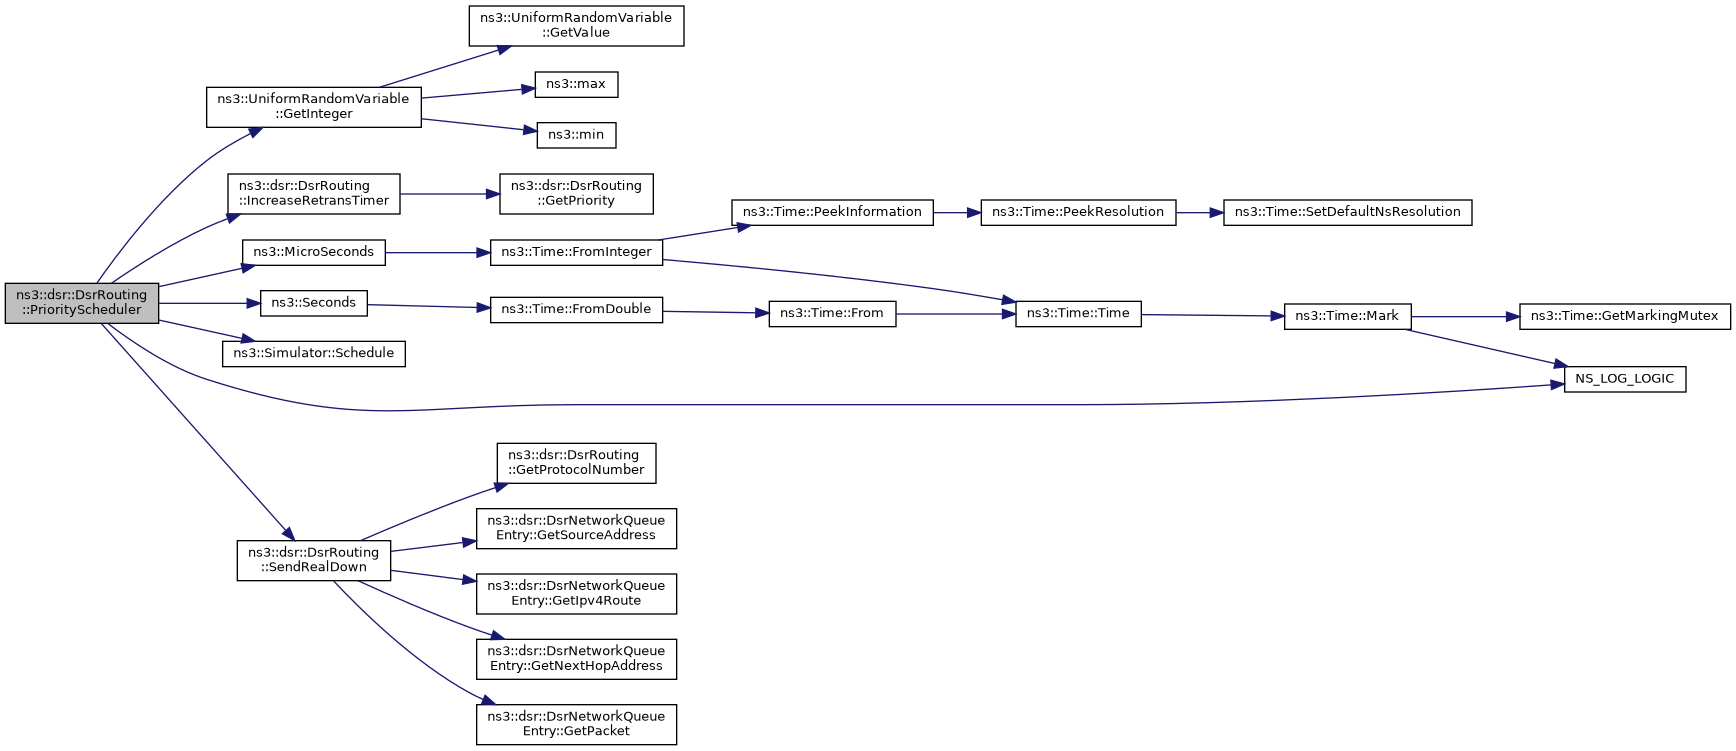 ns3::UniformRandomVariable
::GetValue
ns3::max
ns3::UniformRandomVariable
::GetInteger
ns3::min
ns3::dsr::DsrRouting
::IncreaseRetransTimer
ns3::dsr::DsrRouting
::GetPriority
ns3::Time::PeekInformation
ns3::Time::PeekResolution
ns3::Time::SetDefaultNsResolution
ns3::MicroSeconds
ns3::Time::FromInteger
ns3::dsr::DsrRouting
::PriorityScheduler
ns3::Seconds
ns3::Time::FromDouble
ns3::Time::From
ns3::Time::Time
ns3::Time::Mark
ns3::Time::GetMarkingMutex
ns3::Simulator::Schedule
NS_LOG_LOGIC
ns3::dsr::DsrRouting
::GetProtocolNumber
ns3::dsr::DsrNetworkQueue
Entry::GetSourceAddress
ns3::dsr::DsrRouting
::SendRealDown
ns3::dsr::DsrNetworkQueue
Entry::GetIpv4Route
ns3::dsr::DsrNetworkQueue
Entry::GetNextHopAddress
ns3::dsr::DsrNetworkQueue
Entry::GetPacket